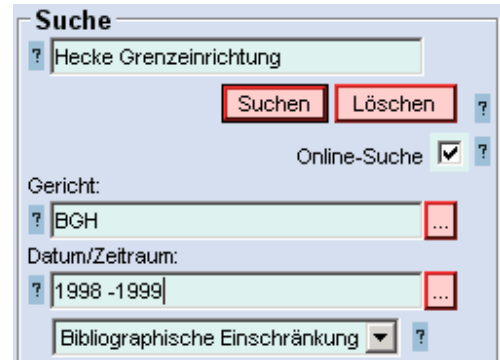 Suche
? Hecke Grenzeinrichtung
Suchen Löschen ?
Online-Suche ?
Gericht:
? BGH ...
Datum/Zeitraum:
? 1998 -1999 ...
Bibliographische Einschränkung ?